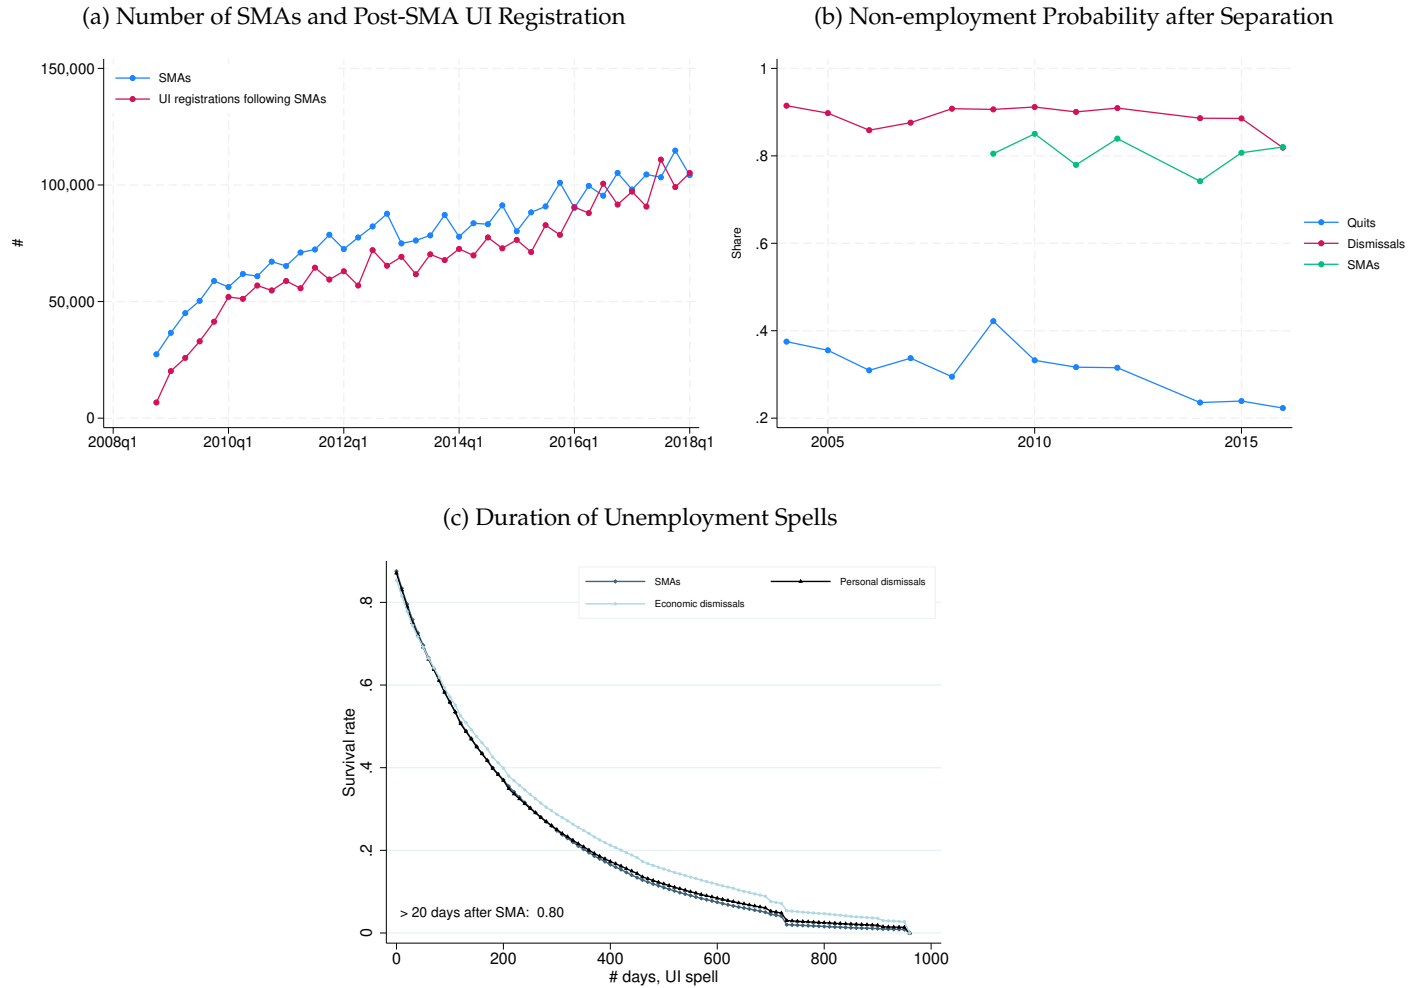 (a) Number of SMAs and Post-SMA UI Registration
150,000
100,000
50,000
0
#
SMAs
UI registrations following SMAs
2008q1 2010q1 2012q1 2014q1 2016q1 2018q1
(b) Non-employment Probability after Separation
1
.8
.6
.4
.2
Share
2005 2010 2015
Quits
Dismissals
SMAs
(c) Duration of Unemployment Spells
SMAs
Personal dismissals
Economic dismissals
.8
.6
.4
.2
0
Survival rate
> 20 days after SMA: 0.80
0 200 400 600 800 1000
# days, UI spell